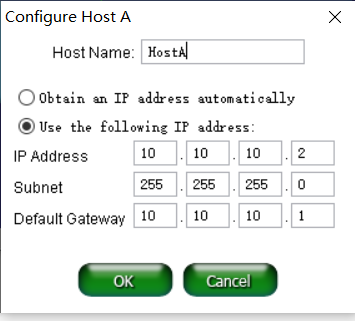 Configure Host A
Host Name: HostA
Obtain an IP address automatically
Use the following IP address:
IP Address 10 . 10 . 10 . 2
Subnet 255 . 255 . 255 . 0
Default Gateway 10 . 10 . 10 . 1
OK Cancel